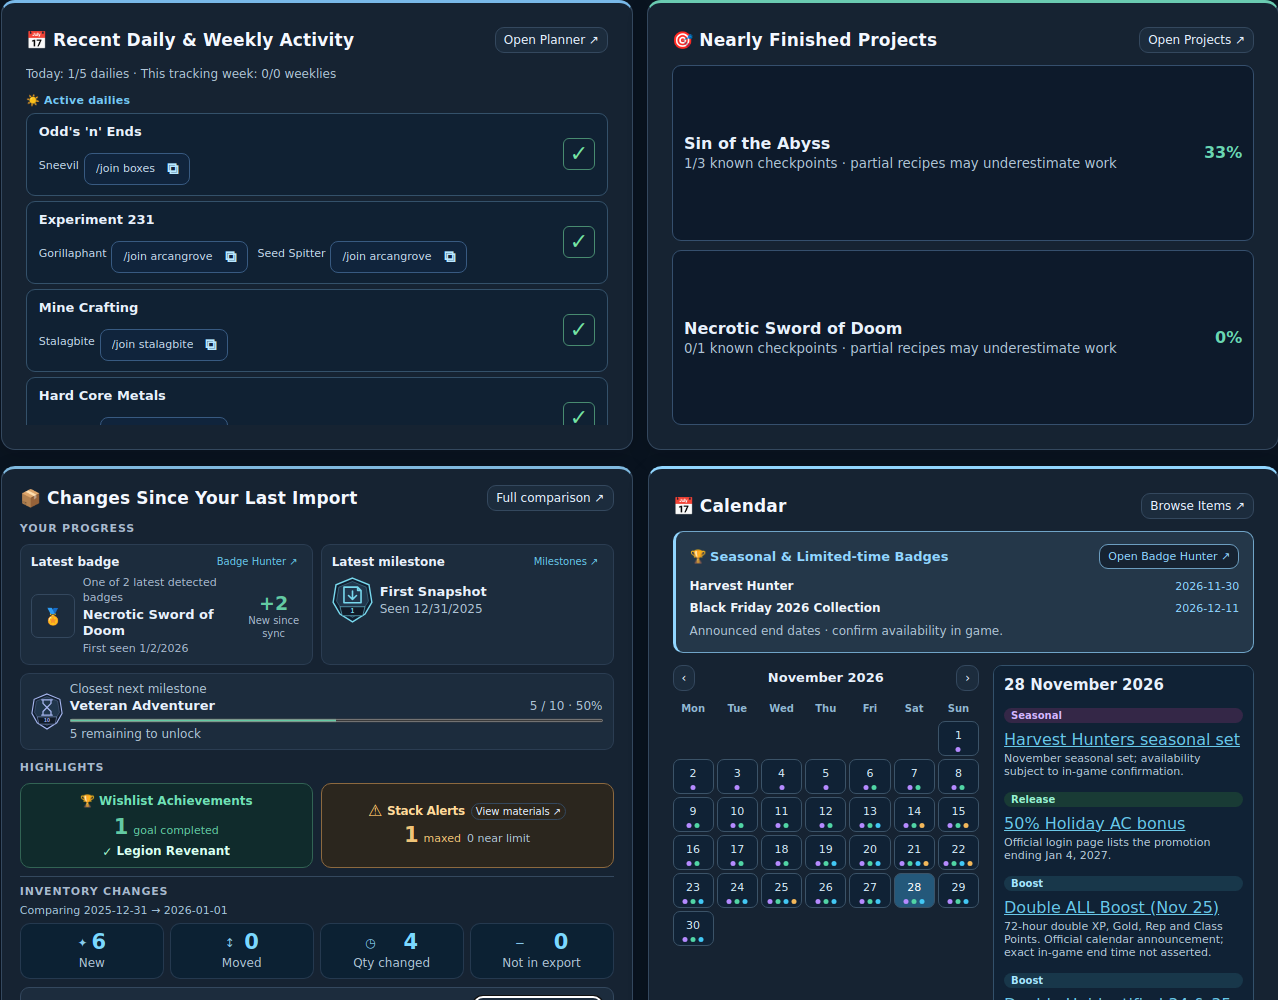 Recent Daily & Weekly Activity
Open Planner ↗
Today: 1/5 dailies · This tracking week: 0/0 weeklies
Active dailies
Odd's 'n' Ends
Sneevil /join boxes
Experiment 231
Gorillaphant /join arcangrove Seed Spitter /join arcangrove
Mine Crafting
Stalagbite /join stalagbite
Hard Core Metals
Nearly Finished Projects
Open Projects ↗
Sin of the Abyss
1/3 known checkpoints · partial recipes may underestimate work
33%
Necrotic Sword of Doom
0/1 known checkpoints · partial recipes may underestimate work
0%
Changes Since Your Last Import
Full comparison ↗
YOUR PROGRESS
Latest badge
Badge Hunter ↗
One of 2 latest detected
badges
Necrotic Sword of
Doom
First seen 1/2/2026
+2
New since
sync
Latest milestone
Milestones ↗
1
First Snapshot
Seen 12/31/2025
10
Closest next milestone
Veteran Adventurer
5 / 10 · 50%
5 remaining to unlock
HIGHLIGHTS
Wishlist Achievements
1 goal completed
✓ Legion Revenant
Stack Alerts View materials ↗
1 maxed 0 near limit
INVENTORY CHANGES
Comparing 2025-12-31 → 2026-01-01
6
New
0
Moved
4
Qty changed
0
Not in export
Calendar
Browse Items ↗
Seasonal & Limited-time Badges
Open Badge Hunter ↗
Harvest Hunter 2026-11-30
Black Friday 2026 Collection 2026-12-11
Announced end dates · confirm availability in game.
‹ November 2026 ›
Mon Tue Wed Thu Fri Sat Sun
1
2 3 4 5 6 7 8
9 10 11 12 13 14 15
16 17 18 19 20 21 22
23 24 25 26 27 28 29
30
28 November 2026
Seasonal
Harvest Hunters seasonal set
November seasonal set; availability
subject to in-game confirmation.
Release
50% Holiday AC bonus
Official login page lists the promotion
ending Jan 4, 2027.
Boost
Double ALL Boost (Nov 25)
72-hour double XP, Gold, Rep and Class
Points. Official calendar announcement;
exact in-game end time not asserted.
Boost